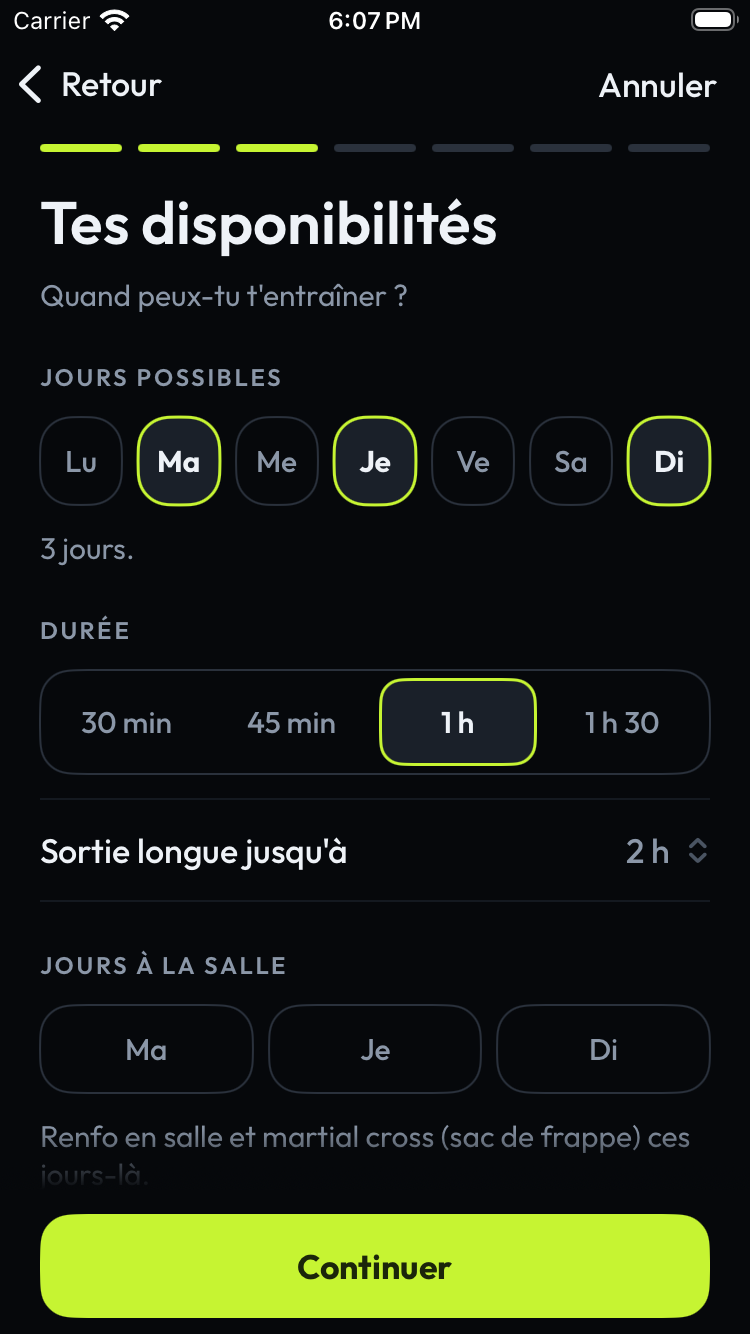 Carrier 6:07 PM
Retour Annuler
Tes disponibilités
Quand peux-tu t'entraîner ?
JOURS POSSIBLES
Lu Ma Me Je Ve Sa Di
3 jours.
DURÉE
30 min 45 min 1 h 1 h 30
Sortie longue jusqu'à 2 h
JOURS À LA SALLE
Ma Je Di
Renfo en salle et martial cross (sac de frappe) ces
jours-là.
Continuer